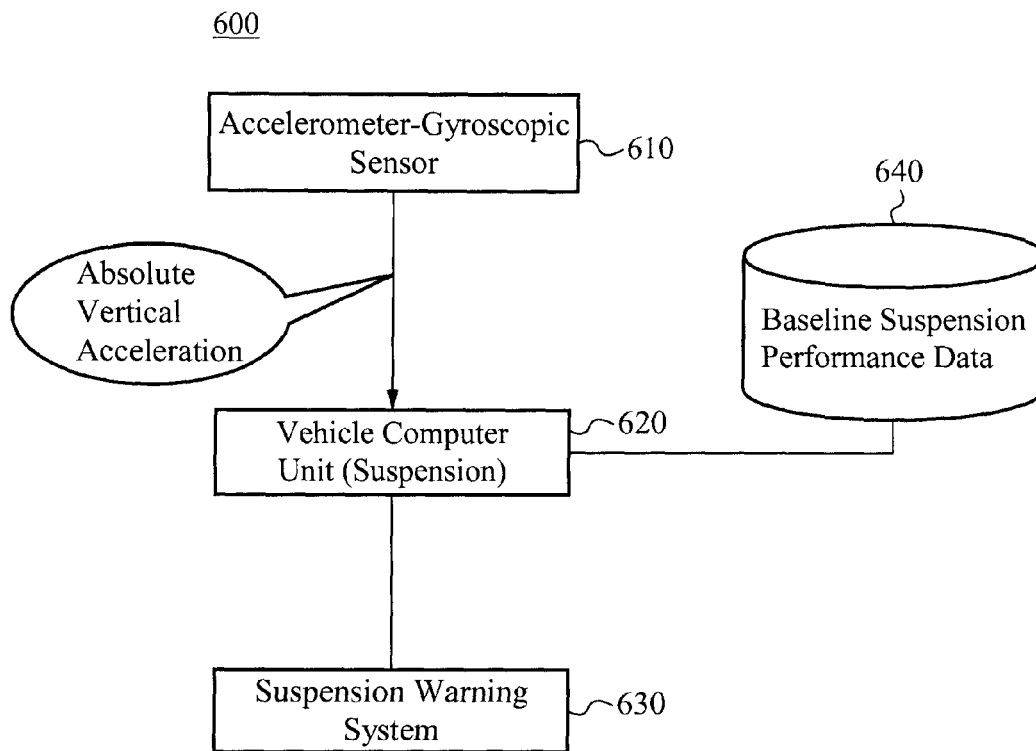 600
Accelerometer-Gyroscopic
Sensor
610
640
Absolute
Vertical
Acceleration
Baseline Suspension
Performance Data
620
Vehicle Computer
Unit (Suspension)
Suspension Warning
System
630